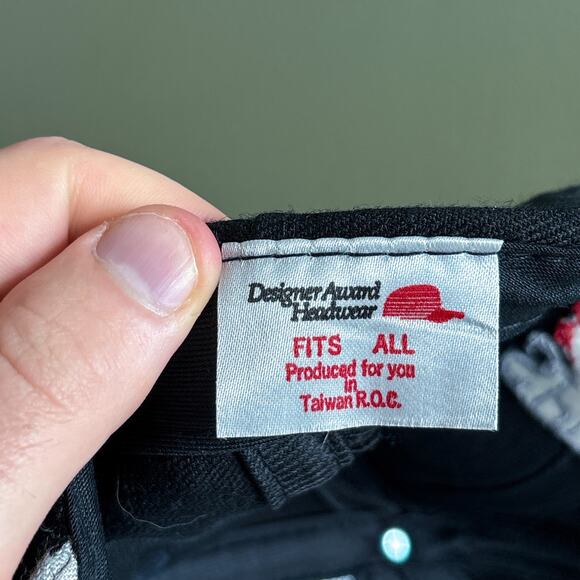 Designer Award
Headwear
FITS ALL
Produced for you
in
Taiwan R.O.C.